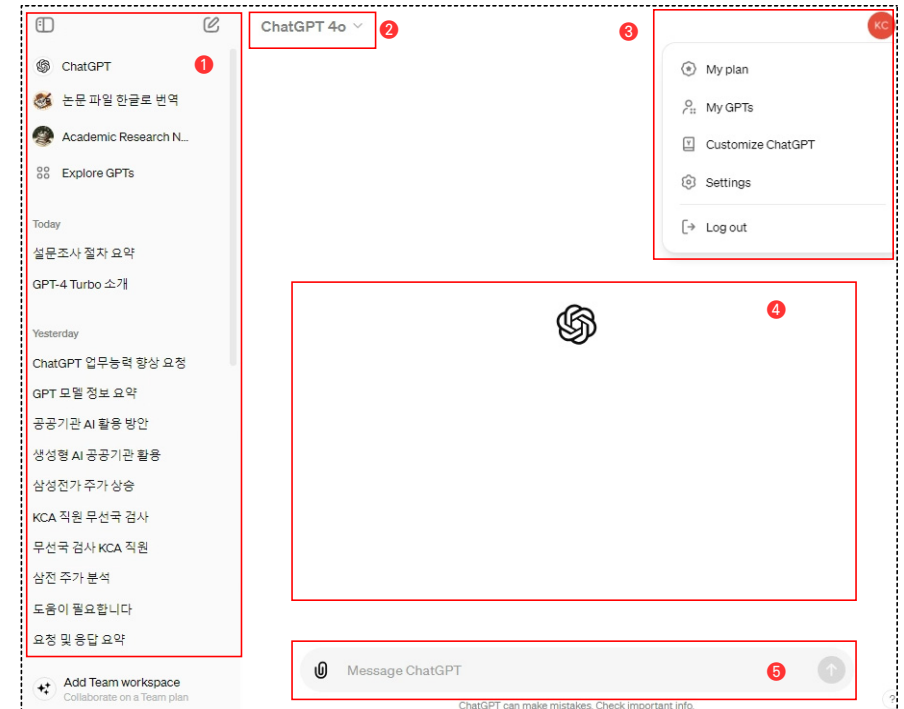 ChatGPT
1
논문 파일 한글로 번역
Academic Research N...
Explore GPTs
Today
설문조사 절차 요약
GPT-4 Turbo 소개
Yesterday
ChatGPT 업무능력 향상 요청
GPT 모델 정보 요약
공공기관 AI 활용 방안
생성형 AI 공공기관 활용
삼성전가 주가 상승
KCA 직원 무선국 검사
무선국 검사 KCA 직원
삼전 주가 분석
도움이 필요합니다
요청 및 응답 요약
Add Team workspace
Collaborate on a Team plan
ChatGPT 4o
2
3
KC
My plan
My GPTs
Customize ChatGPT
Settings
Log out
4
Message ChatGPT
5
ChatGPT can make mistakes. Check important info.
?